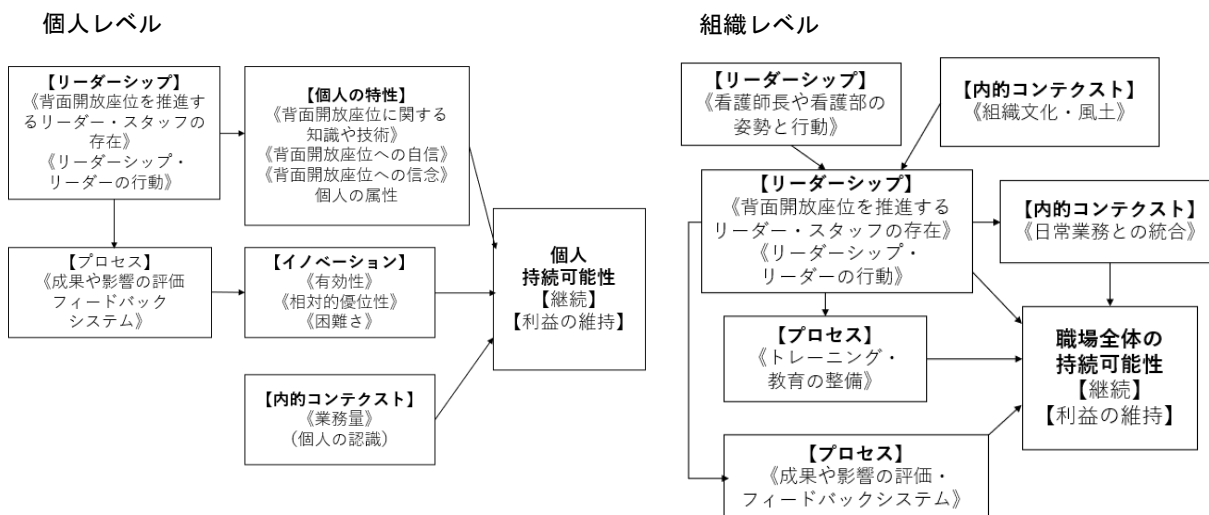 個人レベル
【リーダーシップ】
《背面開放座位を推進す
るリーダー・スタッフの
存在》
《リーダーシップ・
リーダーの行動》
【個人の特性】
《背面開放座位に関する
知識や技術》
《背面開放座位への自信》
《背面開放座位への信念》
個人の属性
【プロセス】
《成果や影響の評価
フィードバック
システム》
【イノベーション】
《有効性》
《相対的優位性》
《困難さ》
【内的コンテクスト】
《業務量》
（個人の認識）
個人
持続可能性
【継続】
【利益の維持】
組織レベル
【リーダーシップ】
《看護師長や看護部の
姿勢と行動》
【内的コンテクスト】
《組織文化・風土》
【リーダーシップ】
《背面開放座位を推進する
リーダー・スタッフの存在》
《リーダーシップ・
リーダーの行動》
【内的コンテクスト】
《日常業務との統合》
【プロセス】
《トレーニング・
教育の整備》
【プロセス】
《成果や影響の評価・
フィードバックシステム》
職場全体の
持続可能性
【継続】
【利益の維持】